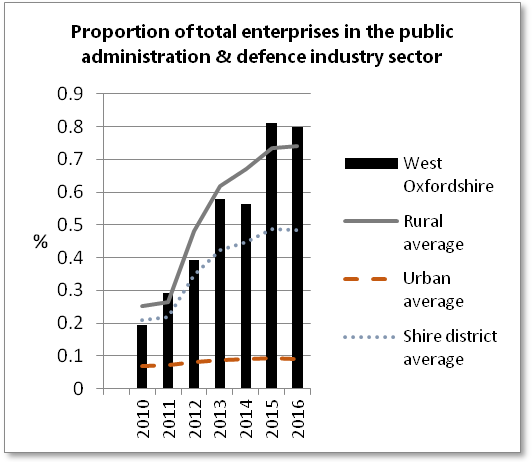 Proportion of total enterprises in the public
administration & defence industry sector
0.9
0.8
0.7
0.6
0.5
0.4
0.3
0.2
0.1
0
%
2010
2011
2012
2013
2014
2015
2016
West
Oxfordshire
Rural
average
Urban
average
Shire district
average